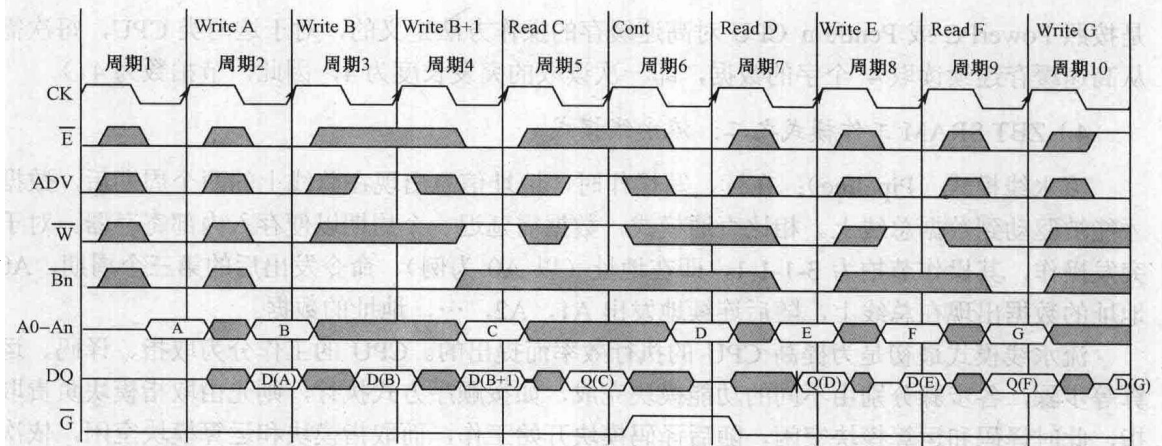 Write A Write B Write B+1 Read C Cont Read D Write E Read F Write G
周期1 周期2 周期3 周期4 周期5 周期6 周期7 周期8 周期9 周期10
CK
E
ADV
W
Bn
A0–An A B C D E F G
DQ D(A) D(B) D(B+1) Q(C) Q(D) D(E) Q(F) D(G)
G